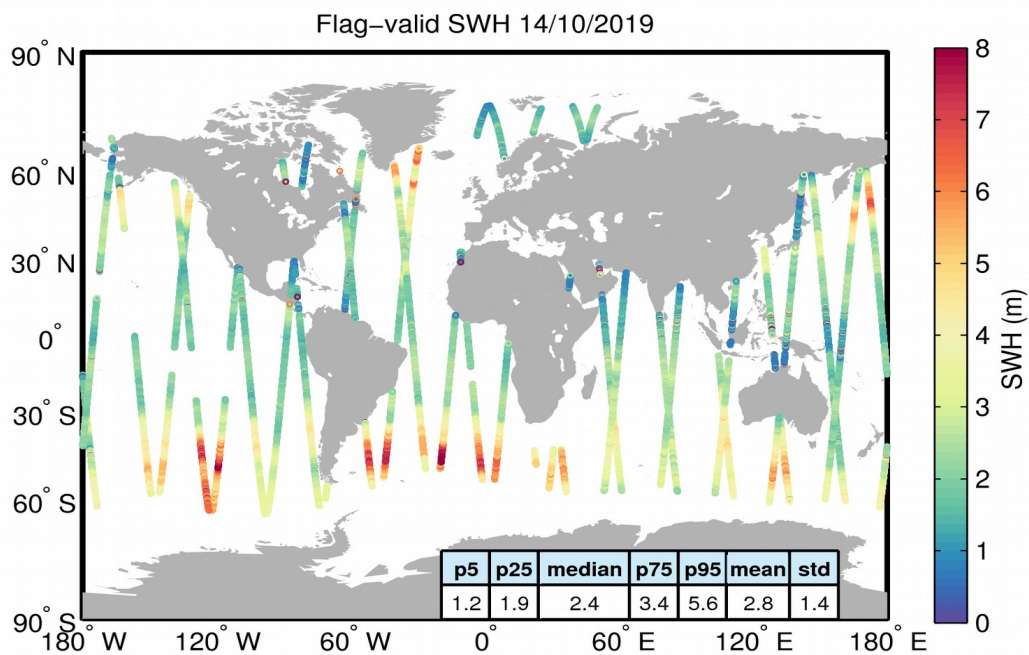 Flag−valid SWH 14/10/2019
90° N
60° N
30° N
0°
30° S
60° S
90° S
180° W
120° W
60° W
0°
60° E
120° E
180° E
p5 p25 median p75 p95 mean std
1.2 1.9 2.4 3.4 5.6 2.8 1.4
8
7
6
5
4
3
2
1
0
SWH (m)